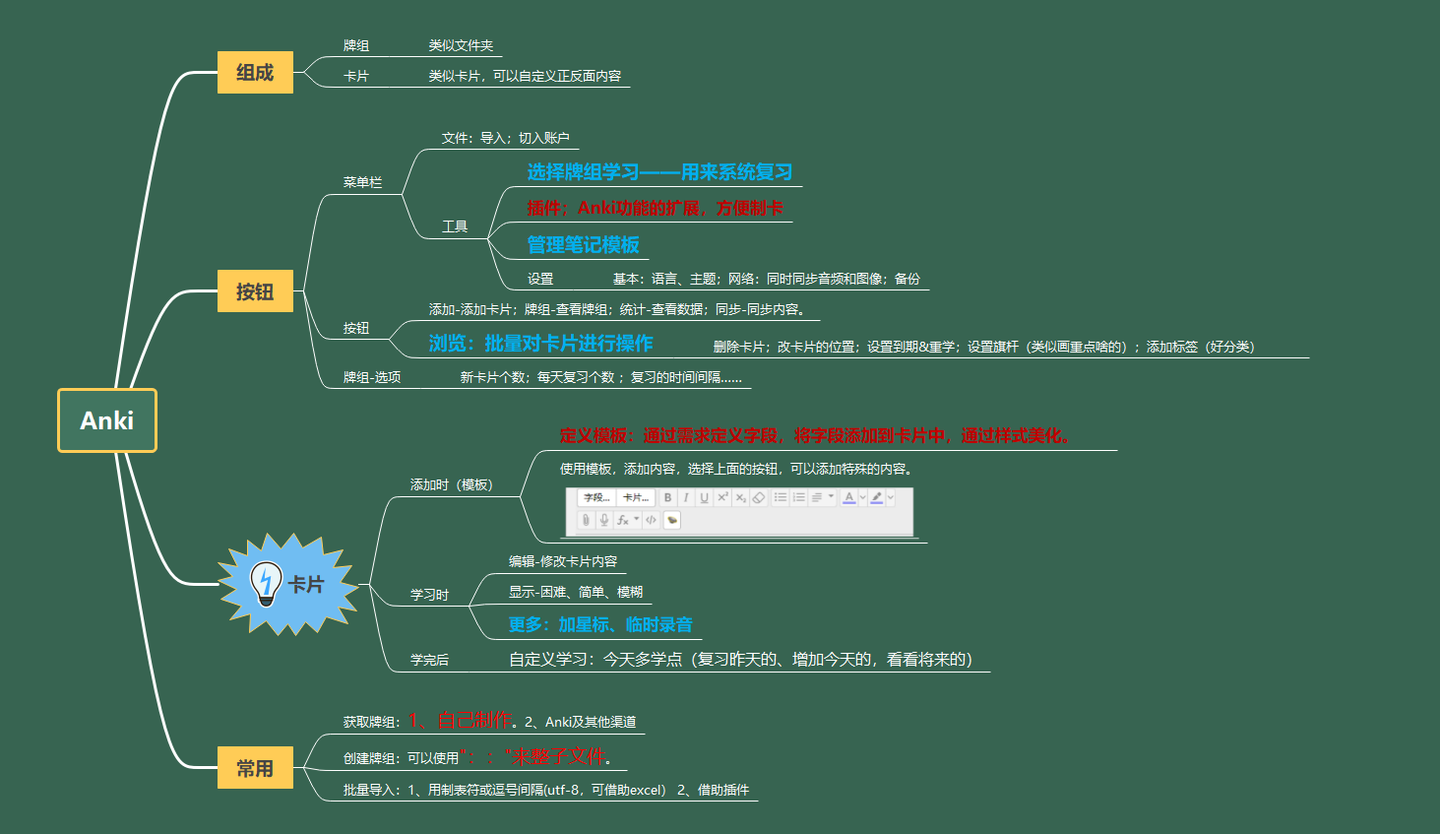 Anki
组成
牌组
类似文件夹
卡片
类似卡片，可以自定义正反面内容
按钮
菜单栏
文件：导入；切入账户
工具
选择牌组学习——用来系统复习
插件；Anki功能的扩展，方便制卡
管理笔记模板
设置
基本：语言、主题；网络：同时同步音频和图像；备份
按钮
添加-添加卡片；牌组-查看牌组；统计-查看数据；同步-同步内容。
浏览：批量对卡片进行操作
删除卡片；改卡片的位置；设置到期&重学；设置旗杆（类似画重点啥的）；添加标签（好分类）
牌组-选项
新卡片个数；每天复习个数 ；复习的时间间隔......
卡片
添加时（模板）
定义模板：通过需求定义字段，将字段添加到卡片中，通过样式美化。
使用模板，添加内容，选择上面的按钮，可以添加特殊的内容。
字段... 卡片... B I U X² X₂ A
fx </>
学习时
编辑-修改卡片内容
显示-困难、简单、模糊
更多：加星标、临时录音
学完后
自定义学习：今天多学点（复习昨天的、增加今天的，看看将来的）
常用
获取牌组：1、自己制作。2、Anki及其他渠道
创建牌组：可以使用"：："来整子文件。
批量导入：1、用制表符或逗号间隔(utf-8，可借助excel） 2、借助插件